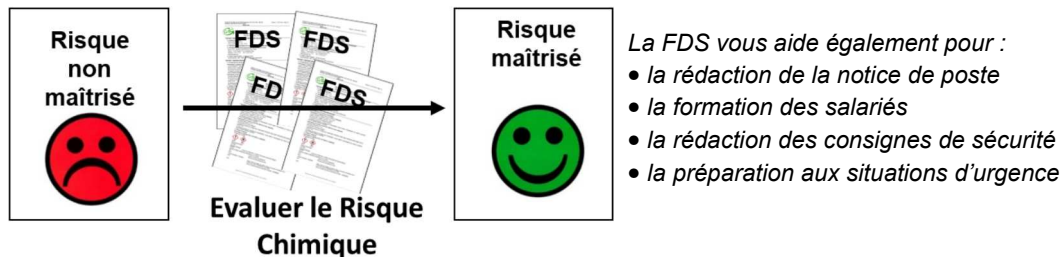 Risque
non
maîtrisé
FDS
FDS
FD
FDS
Evaluer le Risque
Chimique
Risque
maîtrisé
La FDS vous aide également pour :
• la rédaction de la notice de poste
• la formation des salariés
• la rédaction des consignes de sécurité
• la préparation aux situations d'urgence